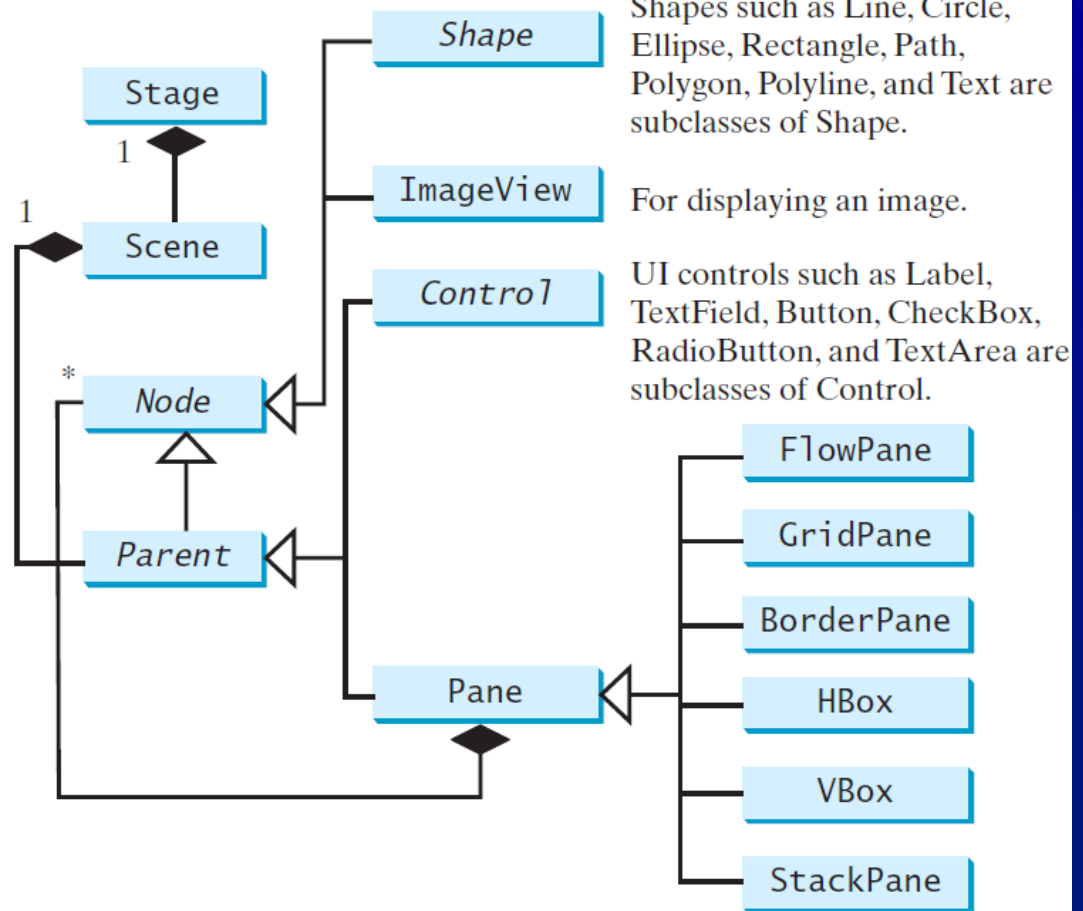 Shape
Shapes such as Line, Circle,
Ellipse, Rectangle, Path,
Polygon, Polyline, and Text are
subclasses of Shape.
Stage
1
ImageView
For displaying an image.
1
Scene
Control
UI controls such as Label,
TextField, Button, CheckBox,
RadioButton, and TextArea are
subclasses of Control.
*
Node
FlowPane
GridPane
Parent
BorderPane
Pane
HBox
VBox
StackPane